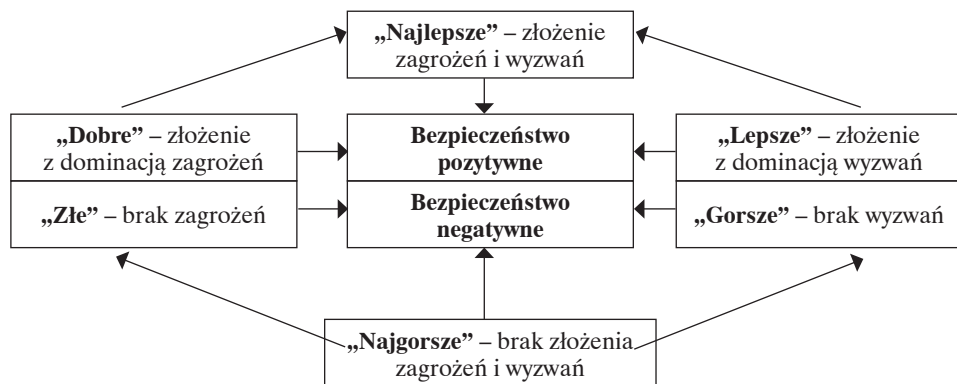 „Najlepsze” – złożenie
zagrożeń i wyzwań
„Dobre” – złożenie
z dominacją zagrożeń
Bezpieczeństwo
pozytywne
„Lepsze” – złożenie
z dominacją wyzwań
„Złe” – brak zagrożeń
Bezpieczeństwo
negatywne
„Gorsze” – brak wyzwań
„Najgorsze” – brak złożenia
zagrożeń i wyzwań